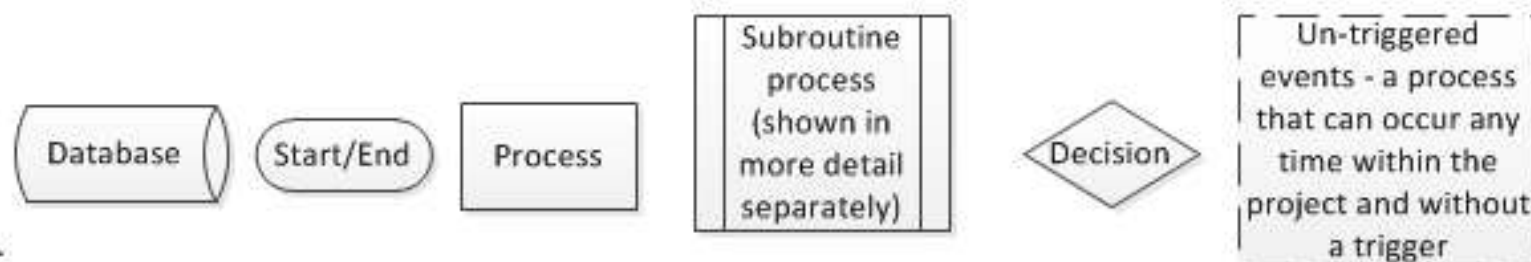 Database
Start/End
Process
Subroutine
process
(shown in
more detail
separately)
Decision
Un-triggered
events - a process
that can occur any
time within the
project and without
a trigger